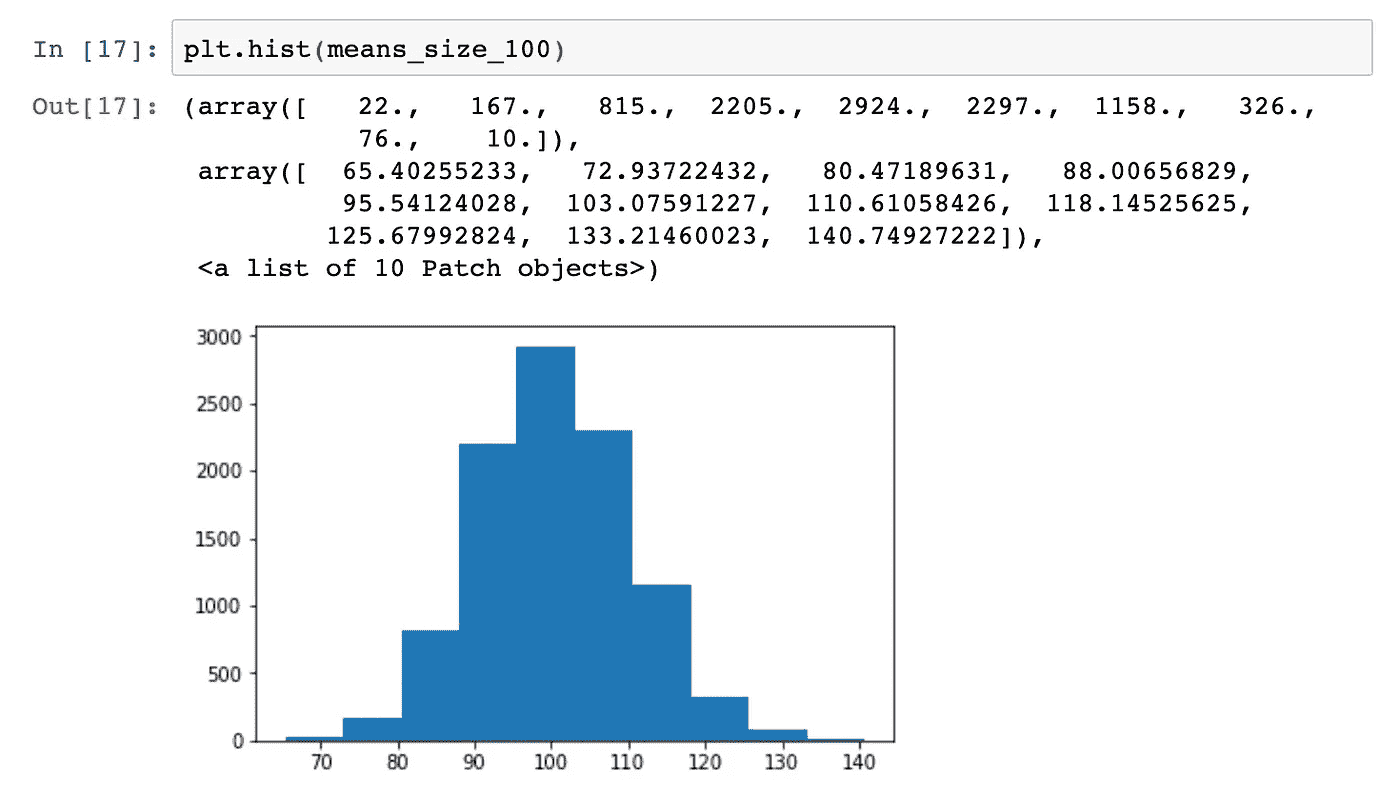 In [17]: plt.hist(means_size_100)
Out[17]: (array([ 22., 167., 815., 2205., 2924., 2297., 1158., 326.,
76., 10.]),
array([ 65.40255233, 72.93722432, 80.47189631, 88.00656829,
95.54124028, 103.07591227, 110.61058426, 118.14525625,
125.67992824, 133.21460023, 140.74927222]),
<a list of 10 Patch objects>)
3000
2500
2000
1500
1000
500
0
70 80 90 100 110 120 130 140